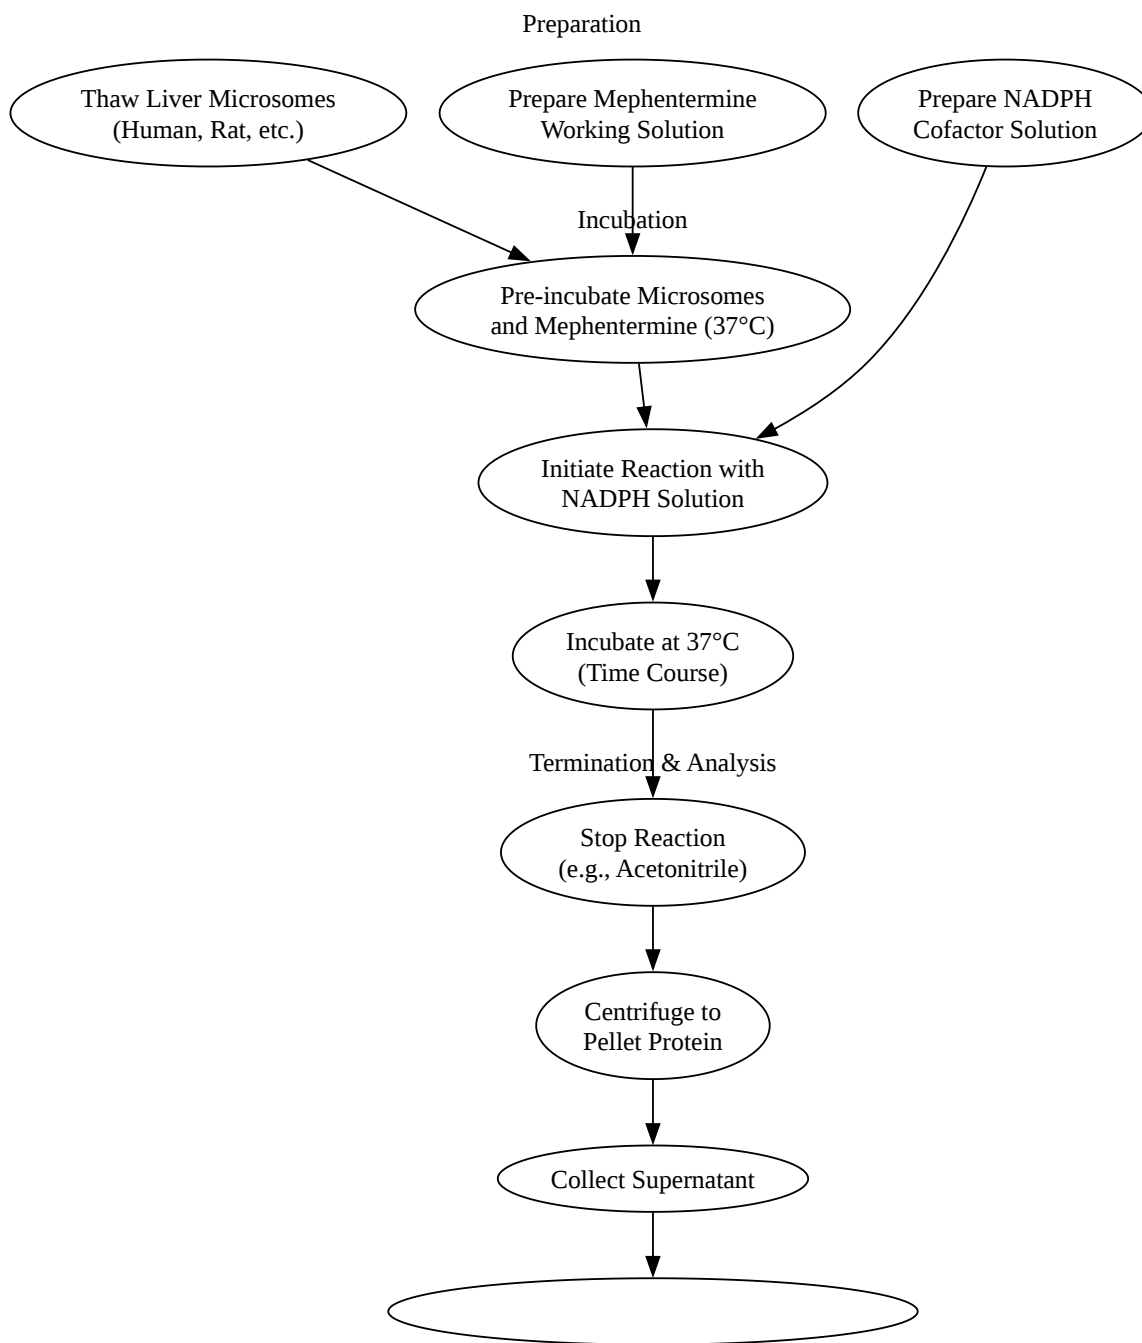 Preparation
Thaw Liver Microsomes
(Human, Rat, etc.)
Prepare Mephentermine
Working Solution
Prepare NADPH
Cofactor Solution
Incubation
Pre-incubate Microsomes
and Mephentermine (37°C)
Initiate Reaction with
NADPH Solution
Incubate at 37°C
(Time Course)
Termination & Analysis
Stop Reaction
(e.g., Acetonitrile)
Centrifuge to
Pellet Protein
Collect Supernatant